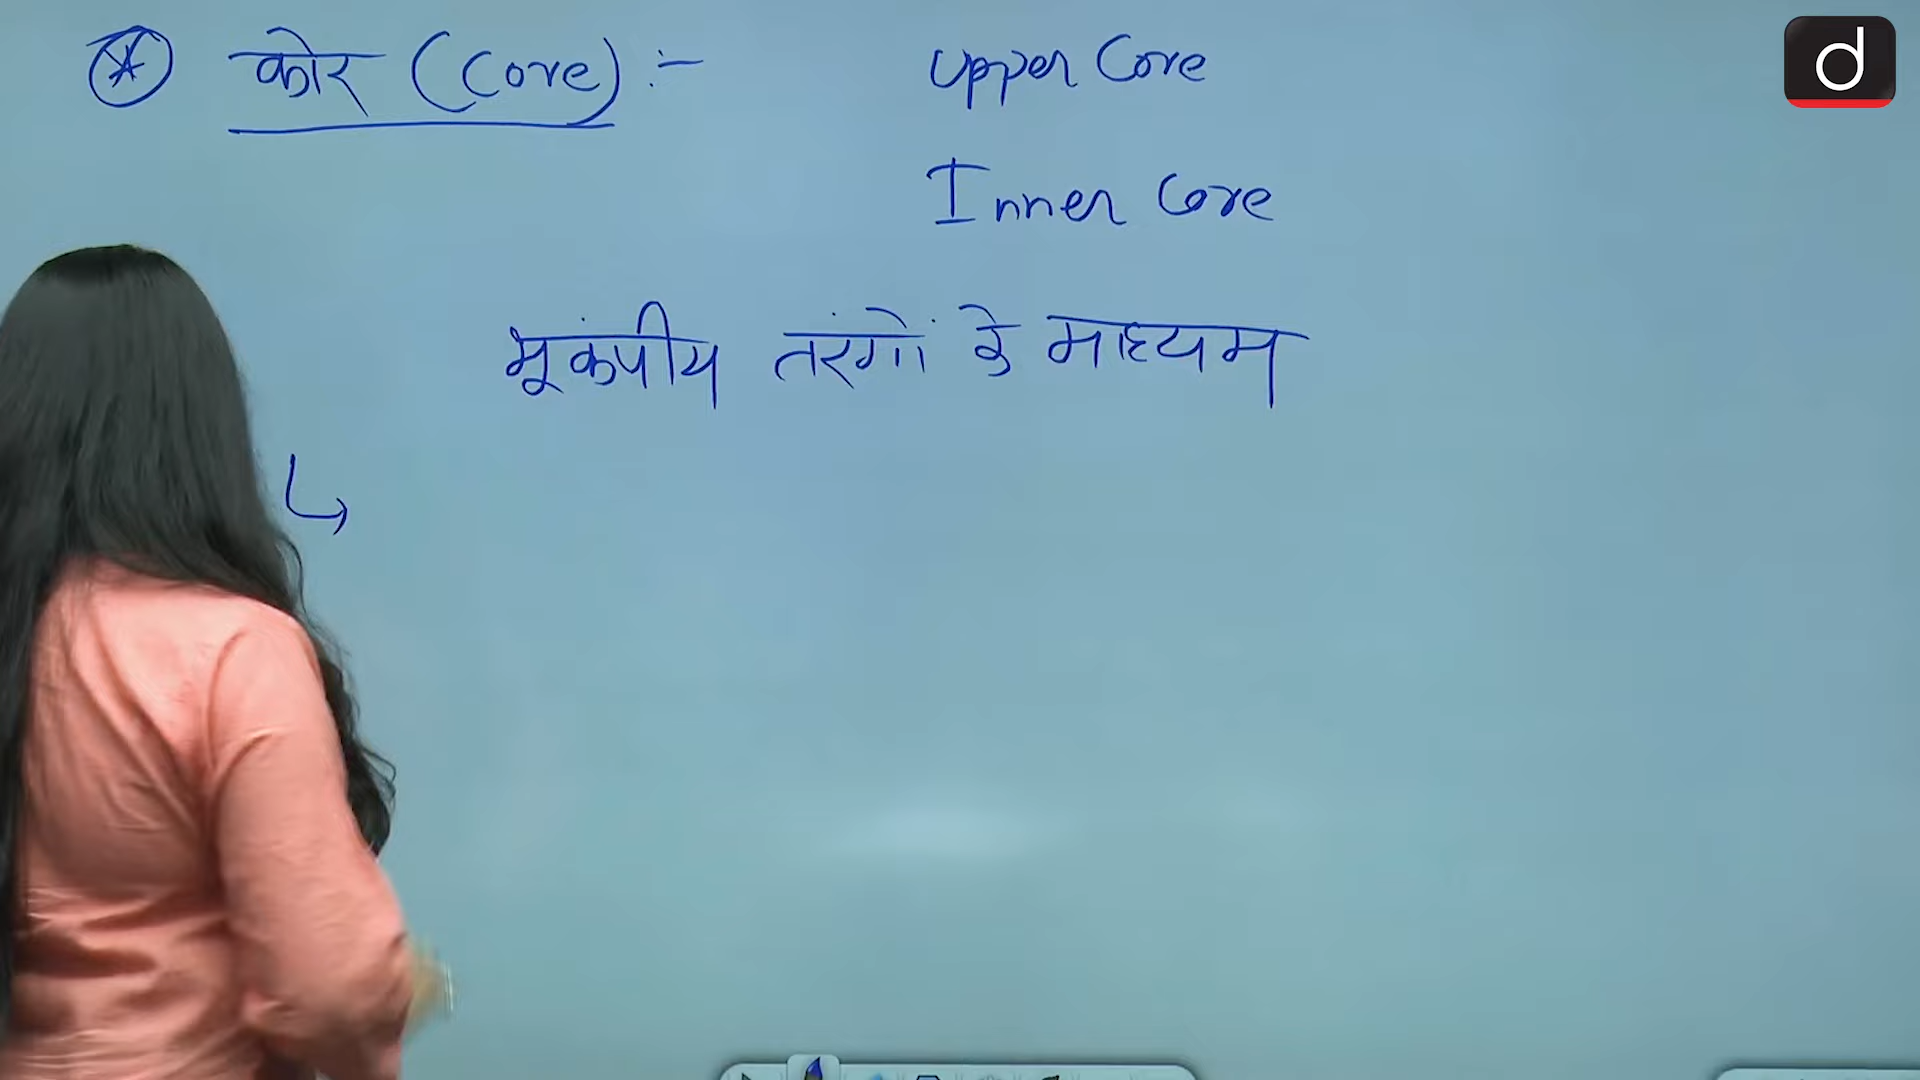 कोर (Core) :-
Upper Core
Inner Core
भूकंपीय तरंगों के माध्यम
d